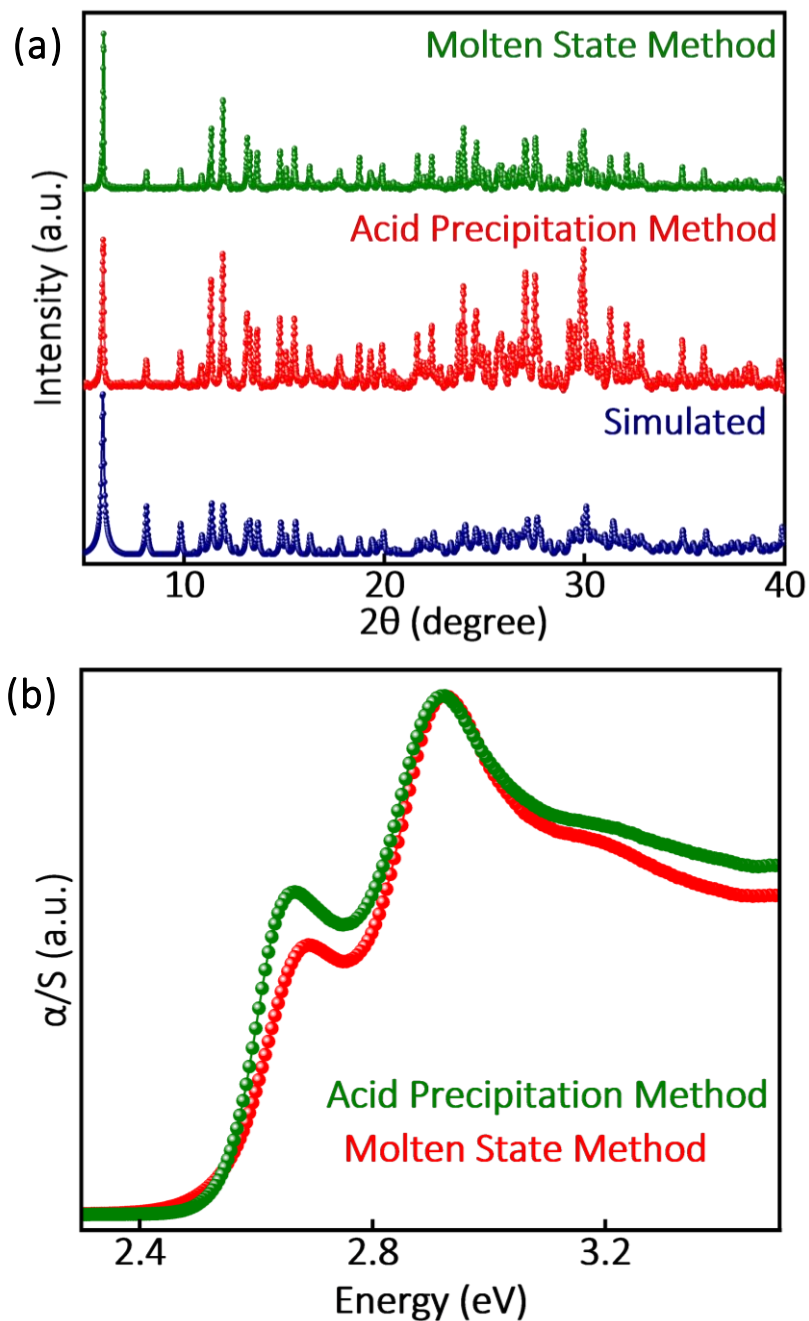 (a)
Molten State Method
Acid Precipitation Method
Simulated
Intensity (a.u.)
10 20 30 40
2θ (degree)
(b)
α/S (a.u.)
Acid Precipitation Method
Molten State Method
2.4 2.8 3.2
Energy (eV)